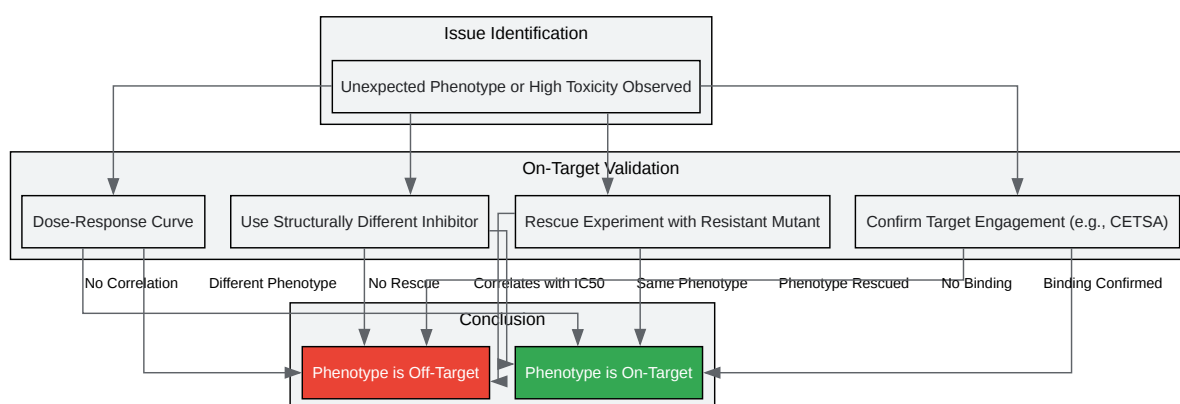 Issue Identification
Unexpected Phenotype or High Toxicity Observed
On-Target Validation
Dose-Response Curve
Use Structurally Different Inhibitor
Rescue Experiment with Resistant Mutant
Confirm Target Engagement (e.g., CETSA)
No Correlation
Different Phenotype
No Rescue
Correlates with IC50
Same Phenotype
Phenotype Rescued
No Binding
Binding Confirmed
Conclusion
Phenotype is Off-Target
Phenotype is On-Target